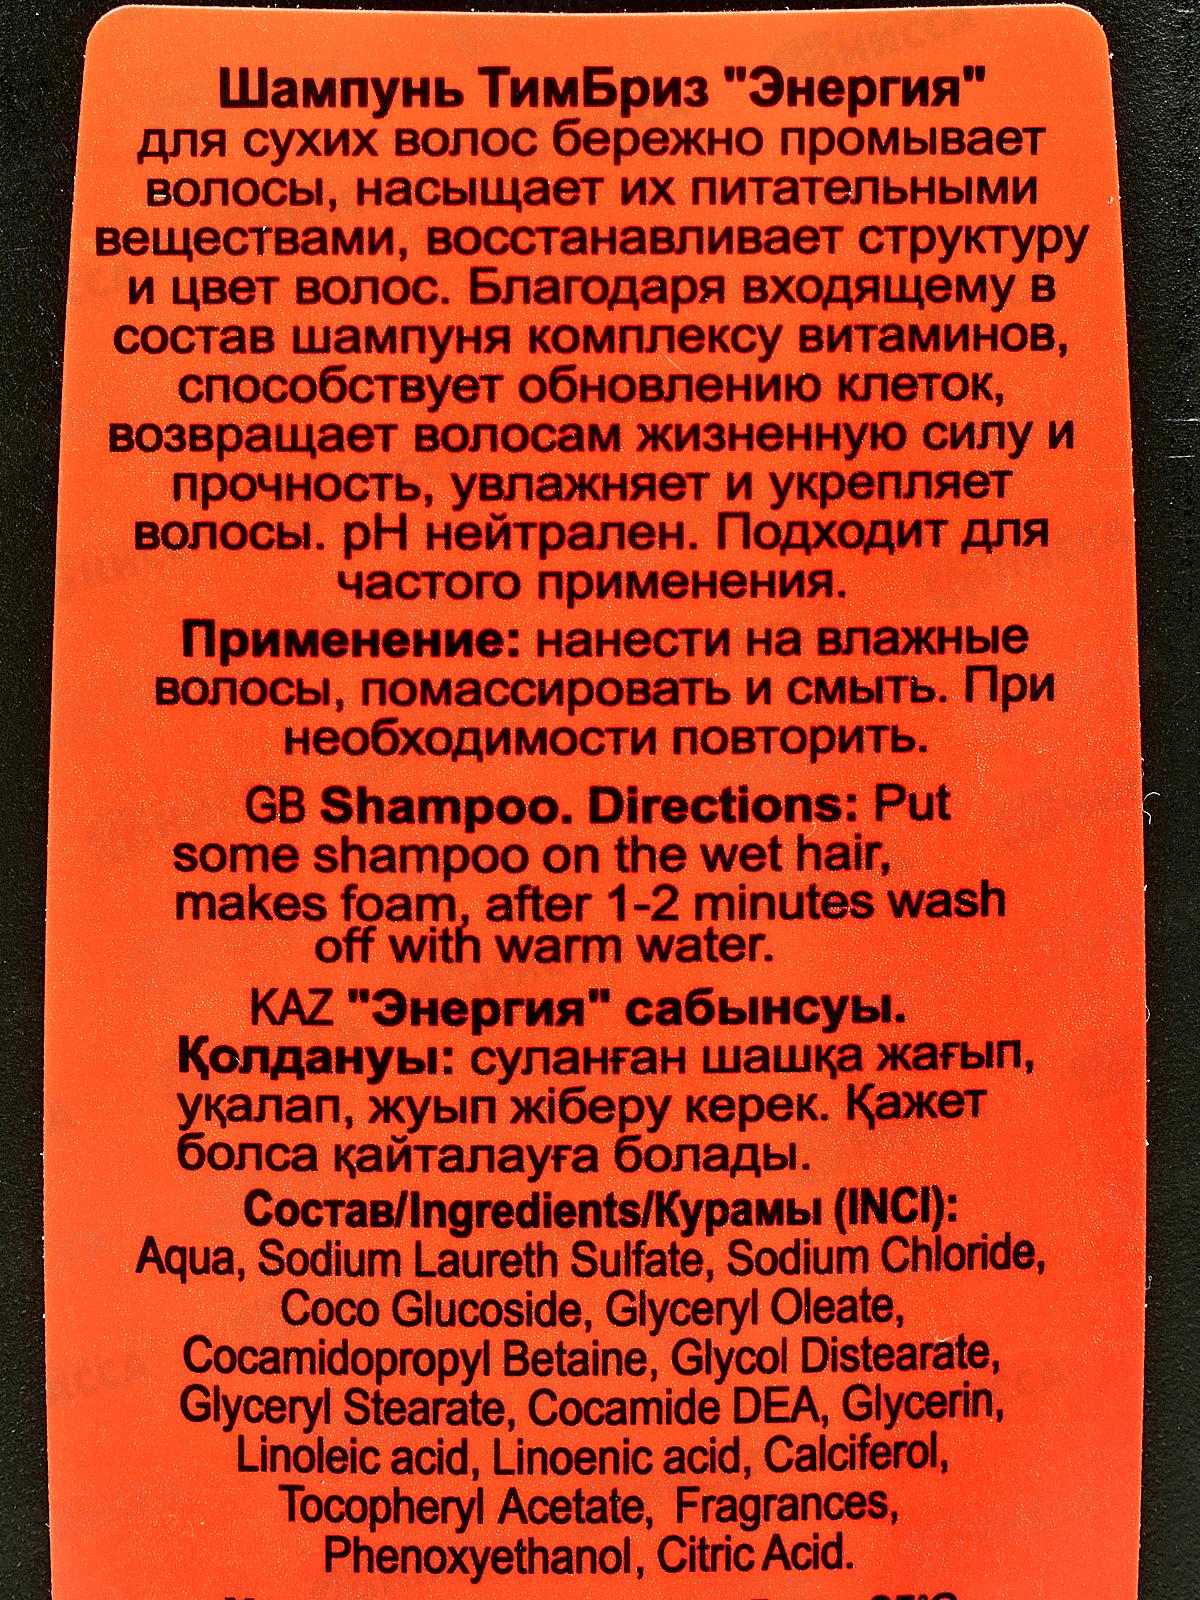 Шампунь ТимБриз "Энергия"
для сухих волос бережно промывает
волосы, насыщает их питательными
веществами, восстанавливает структуру
и цвет волос. Благодаря входящему в
состав шампуня комплексу витаминов,
способствует обновлению клеток,
возвращает волосам жизненную силу и
прочность, увлажняет и укрепляет
волосы. pH нейтрален. Подходит для
частого применения.
Применение: нанести на влажные
волосы, помассировать и смыть. При
необходимости повторить.
GB Shampoo. Directions: Put
some shampoo on the wet hair,
makes foam, after 1-2 minutes wash
off with warm water.
KAZ "Энергия" сабынсуы.
Қолдануы: суланған шашқа жағып,
уқалап, жуып жіберу керек. Қажет
болса қайталауға болады.
Состав/Ingredients/Курамы (INCI):
Aqua, Sodium Laureth Sulfate, Sodium Chloride,
Coco Glucoside, Glyceryl Oleate,
Cocamidopropyl Betaine, Glycol Distearate,
Glyceryl Stearate, Cocamide DEA, Glycerin,
Linoleic acid, Linoenic acid, Calciferol,
Tocopheryl Acetate, Fragrances,
Phenoxyethanol, Citric Acid.